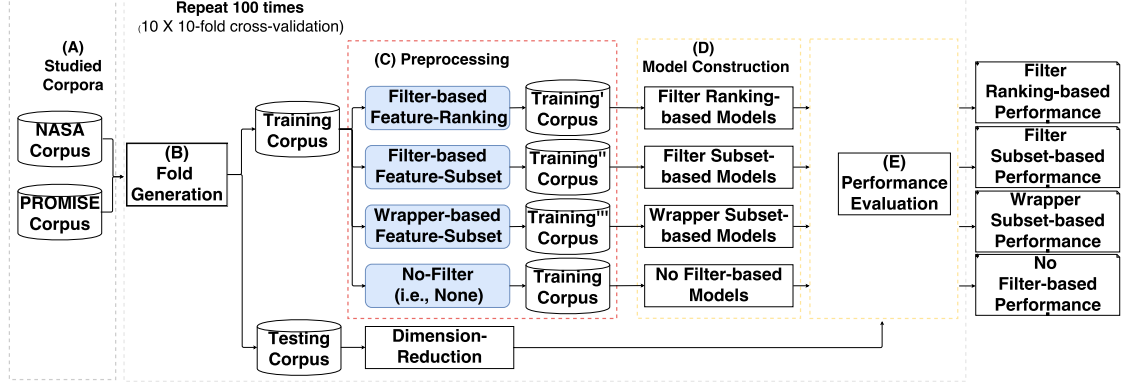 Repeat 100 times
(10 X 10-fold cross-validation)
(A)
Studied
Corpora
NASA
Corpus
PROMISE
Corpus
(B)
Fold
Generation
Training
Corpus
Testing
Corpus
(C) Preprocessing
Filter-based
Feature-Ranking
Training'
Corpus
Filter-based
Feature-Subset
Training''
Corpus
Wrapper-based
Feature-Subset
Training'''
Corpus
No-Filter
(i.e., None)
Training
Corpus
Dimension-
Reduction
(D)
Model Construction
Filter Ranking-
based Models
Filter Subset-
based Models
Wrapper Subset-
based Models
No Filter-based
Models
(E)
Performance
Evaluation
Filter
Ranking-based
Performance
Filter
Subset-based
Performance
Wrapper
Subset-based
Performance
No
Filter-based
Performance